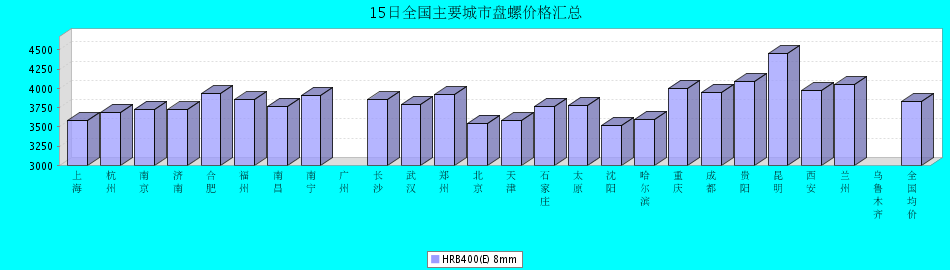 15日全国主要城市盘螺价格汇总
4500
4250
4000
3750
3500
3250
3000
上海
杭州
南京
济南
合肥
福州
南昌
南宁
广州
长沙
武汉
郑州
北京
天津
石家庄
太原
沈阳
哈尔滨
重庆
成都
贵阳
昆明
西安
兰州
乌鲁木齐
全国均价
HRB400(E) 8mm